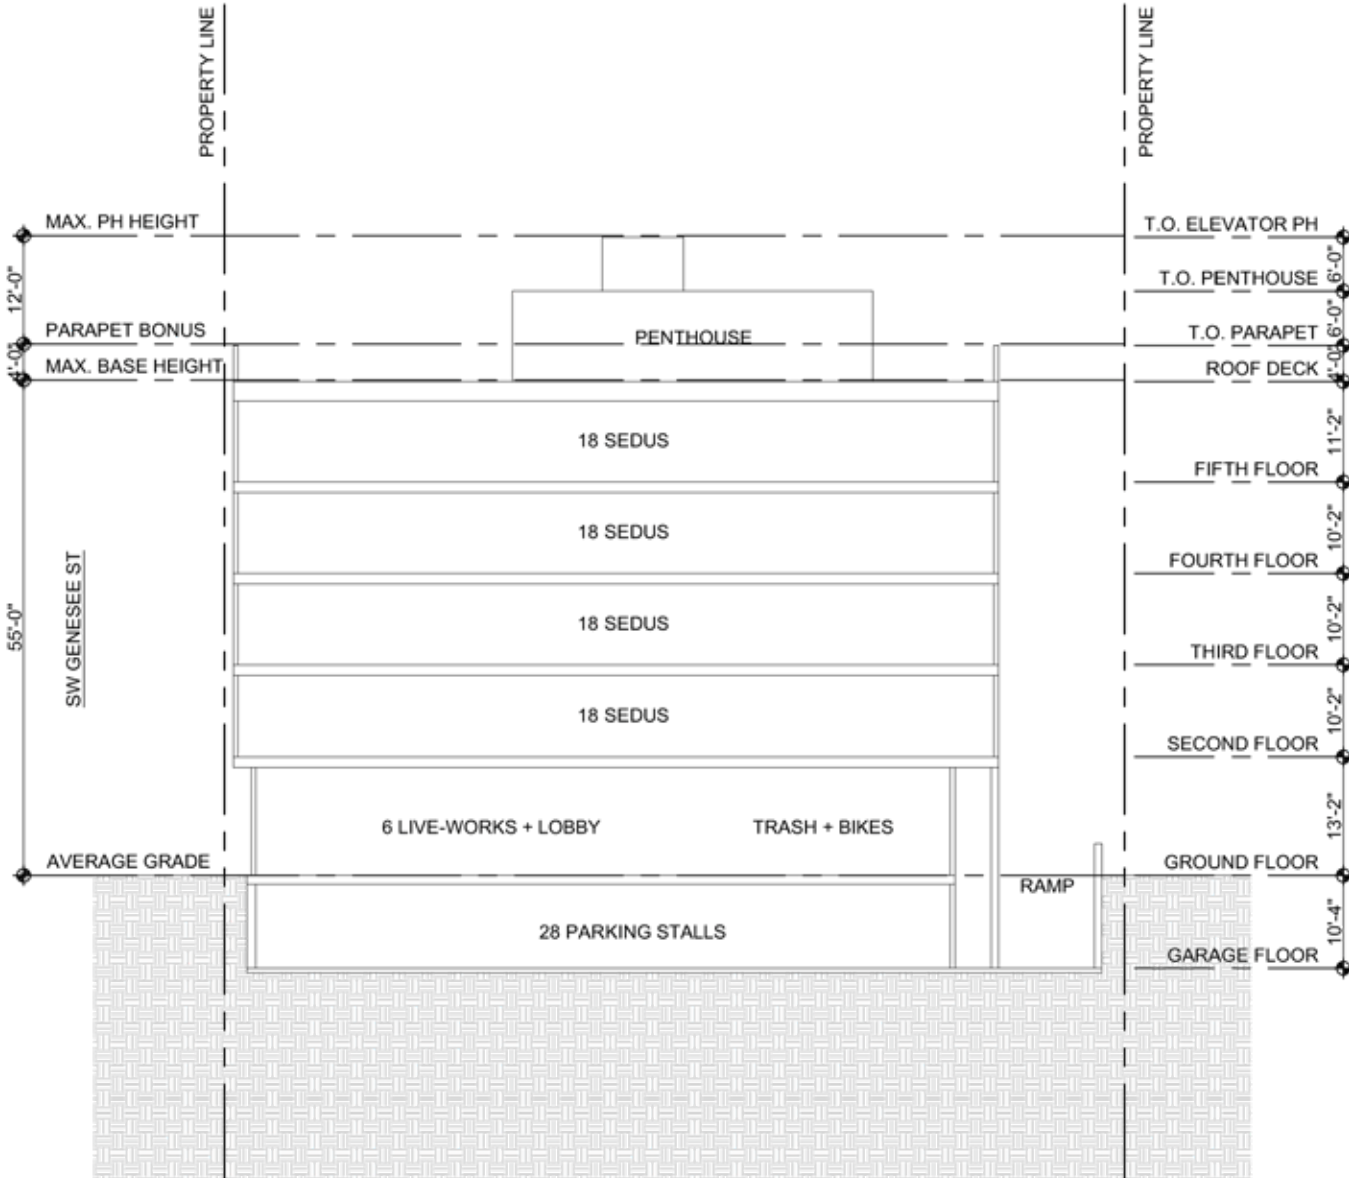 PROPERTY LINE
PROPERTY LINE
MAX. PH HEIGHT
T.O. ELEVATOR PH
12'-0"
6'-0"
T.O. PENTHOUSE
6'-0"
PARAPET BONUS
PENTHOUSE
T.O. PARAPET
4'-0"
4'-0"
MAX. BASE HEIGHT
ROOF DECK
11'-2"
18 SEDUS
FIFTH FLOOR
10'-2"
18 SEDUS
FOURTH FLOOR
55'-0"
SW GENESEE ST
10'-2"
18 SEDUS
THIRD FLOOR
10'-2"
18 SEDUS
SECOND FLOOR
13'-2"
6 LIVE-WORKS + LOBBY
TRASH + BIKES
AVERAGE GRADE
GROUND FLOOR
RAMP
10'-4"
28 PARKING STALLS
GARAGE FLOOR